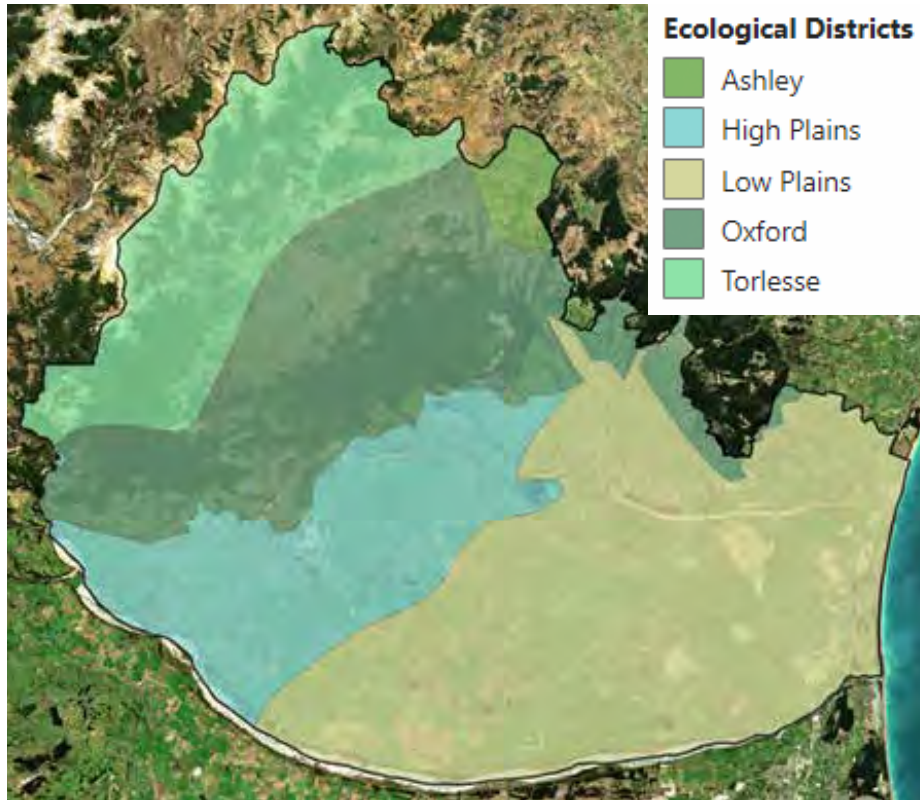 Ecological Districts
Ashley
High Plains
Low Plains
Oxford
Torlesse